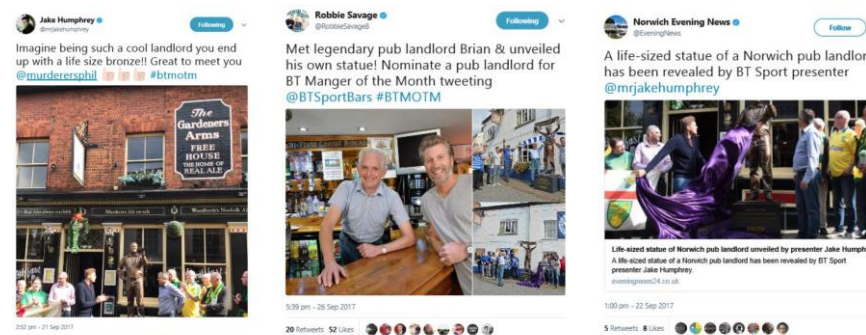 Jake Humphrey
@mrjakehumphrey
Following
Imagine being such a cool landlord you end
up with a life size bronze!! Great to meet you
@murderersphil #btmotm
The
Gardeners
Arms
FREE
HOUSE
THE HOME OF
REAL ALE
2:52 pm - 21 Sep 2017
Robbie Savage
@RobbieSavage8
Following
Met legendary pub landlord Brian & unveiled
his own statue! Nominate a pub landlord for
BT Manger of the Month tweeting
@BTSportBars #BTMOTM
5:39 pm - 26 Sep 2017
20 Retweets 52 Likes
Norwich Evening News
@EveningNews
Follow
A life-sized statue of a Norwich pub landlor
has been revealed by BT Sport presenter
@mrjakehumphrey
Life-sized statue of Norwich pub landlord unveiled by presenter Jake Humph
A life-sized statue of a Norwich pub landlord has been revealed by BT Sport
presenter Jake Humphrey.
eveningnews24.co.uk
1:00 pm - 22 Sep 2017
5 Retweets 8 Likes